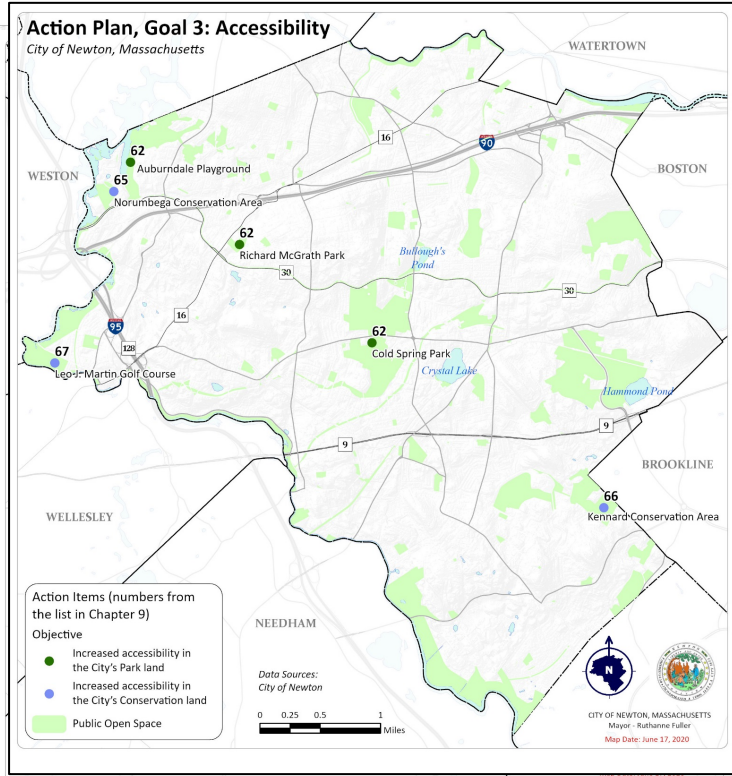 Action Plan, Goal 3: Accessibility
City of Newton, Massachusetts
WATERTOWN
16
90
62
Auburndale Playground
WESTON
65
Norumbega Conservation Area
BOSTON
62
Richard McGrath Park
Bullough's
Pond
30
30
16
95
128
62
Cold Spring Park
67
Leo J. Martin Golf Course
Crystal Lake
Hammond Pond
9
9
BROOKLINE
66
Kennard Conservation Area
WELLESLEY
NEEDHAM
Action Items (numbers from
the list in Chapter 9)
Objective
Increased accessibility in
the City's Park land
Increased accessibility in
the City's Conservation land
Public Open Space
Data Sources:
City of Newton
0 0.25 0.5 1
Miles
N
CITY OF NEWTON, MASSACHUSETTS
Mayor - Ruthanne Fuller
Map Date: June 17, 2020